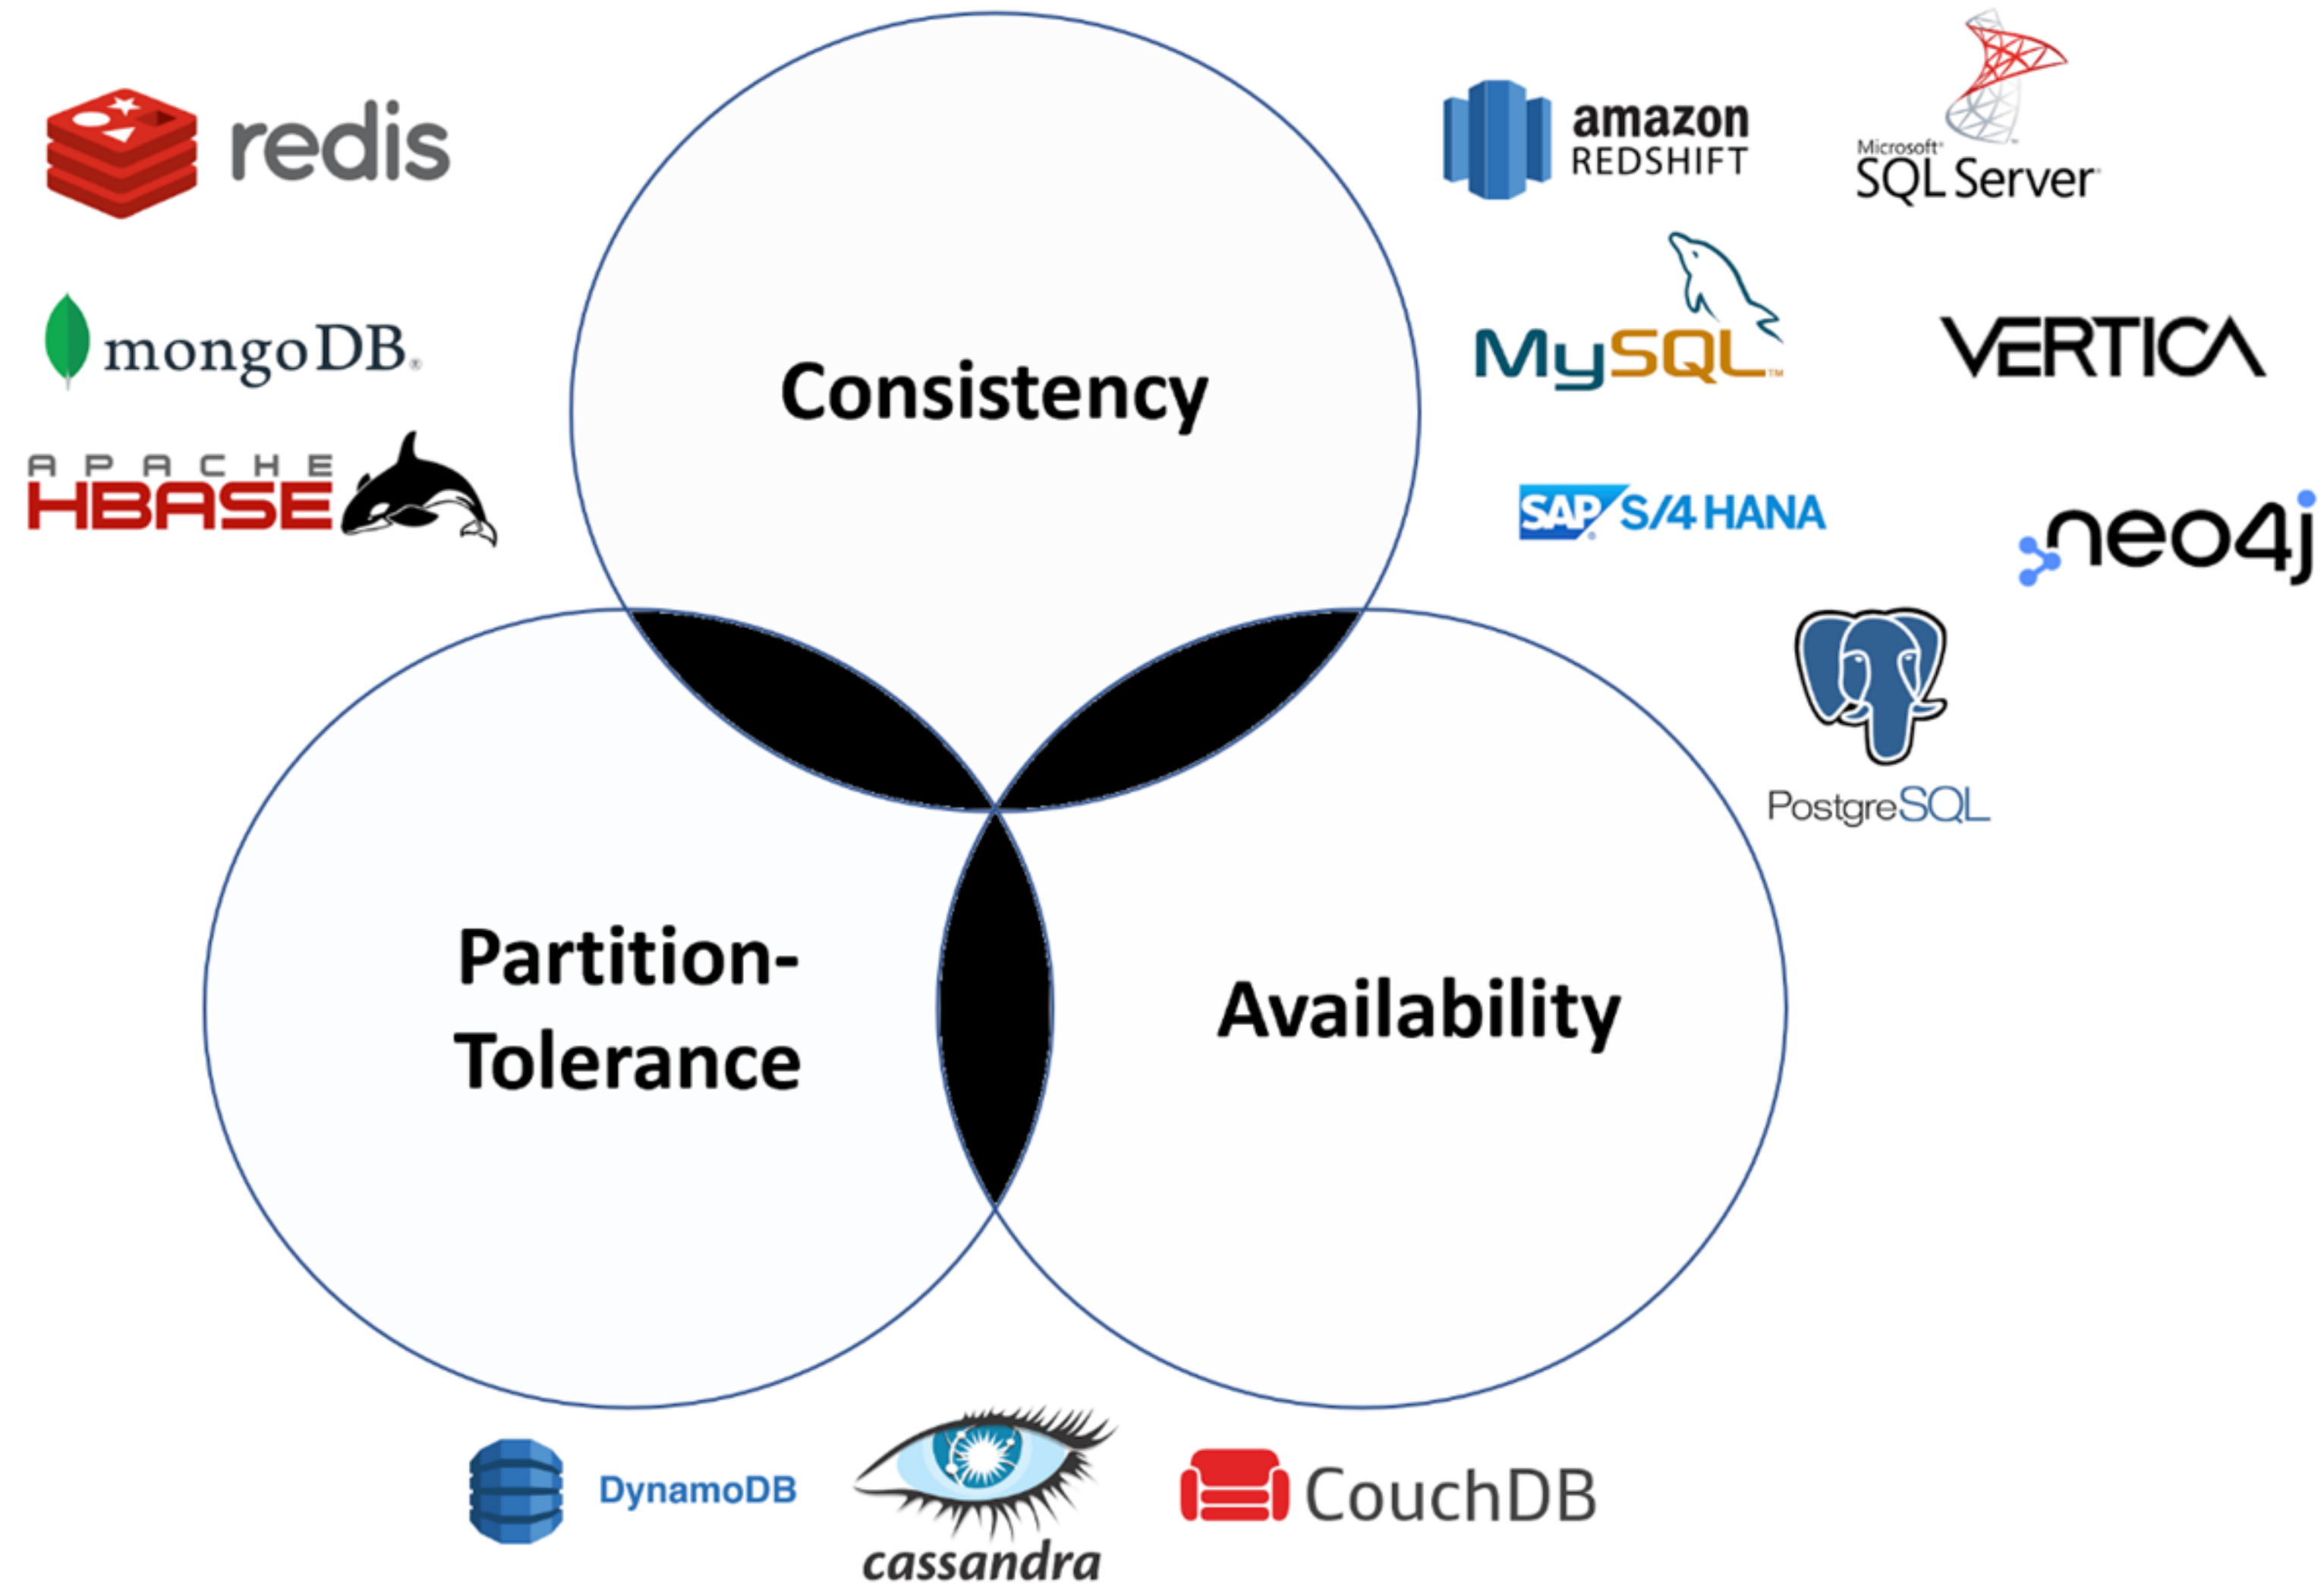 redis
amazon
REDSHIFT
Microsoft®
SQL Server
mongoDB®
MySQL™
VERTICA
Consistency
APACHE
HBASE
SAP® S/4HANA
neo4j
PostgreSQL
Partition-
Tolerance
Availability
DynamoDB
cassandra
CouchDB